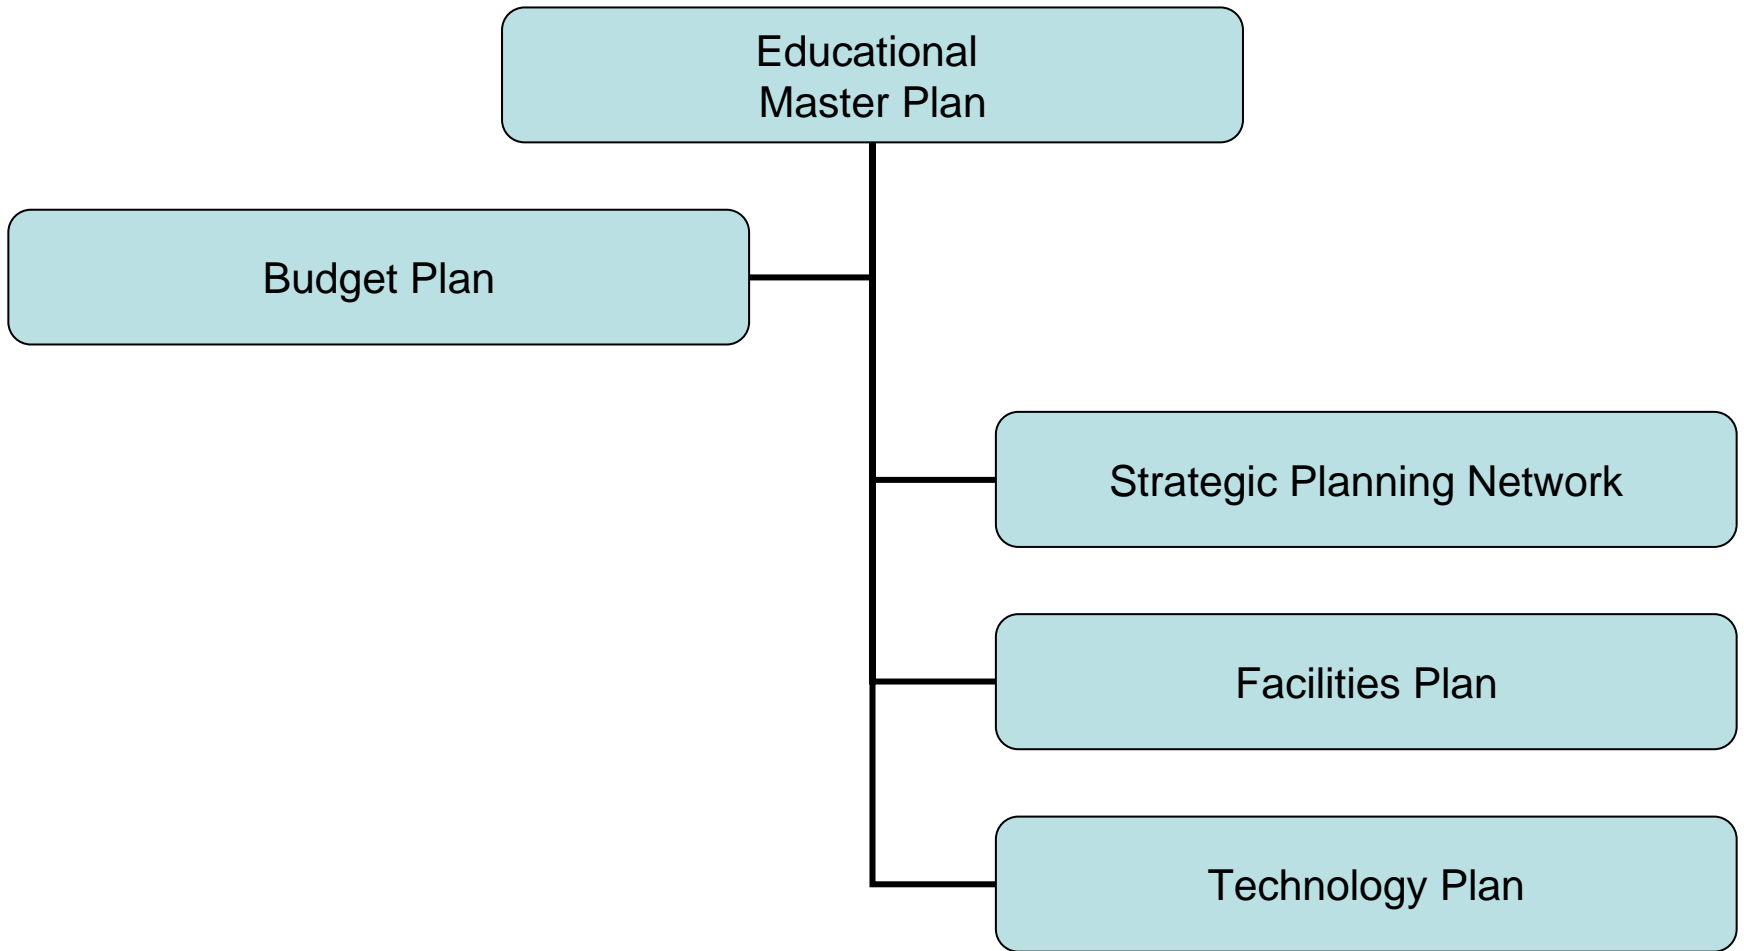 Educational
Master Plan
Budget Plan
Strategic Planning Network
Facilities Plan
Technology Plan